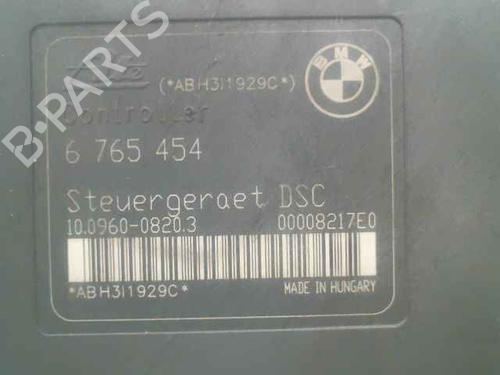 (*ABH3I1929C*)
BMW
Controller
6 765 454
Steuergeraet DSC
10.0960-0820.3 00008217E0
*ABH3I1929C* MADE IN HUNGARY
B-PARTS